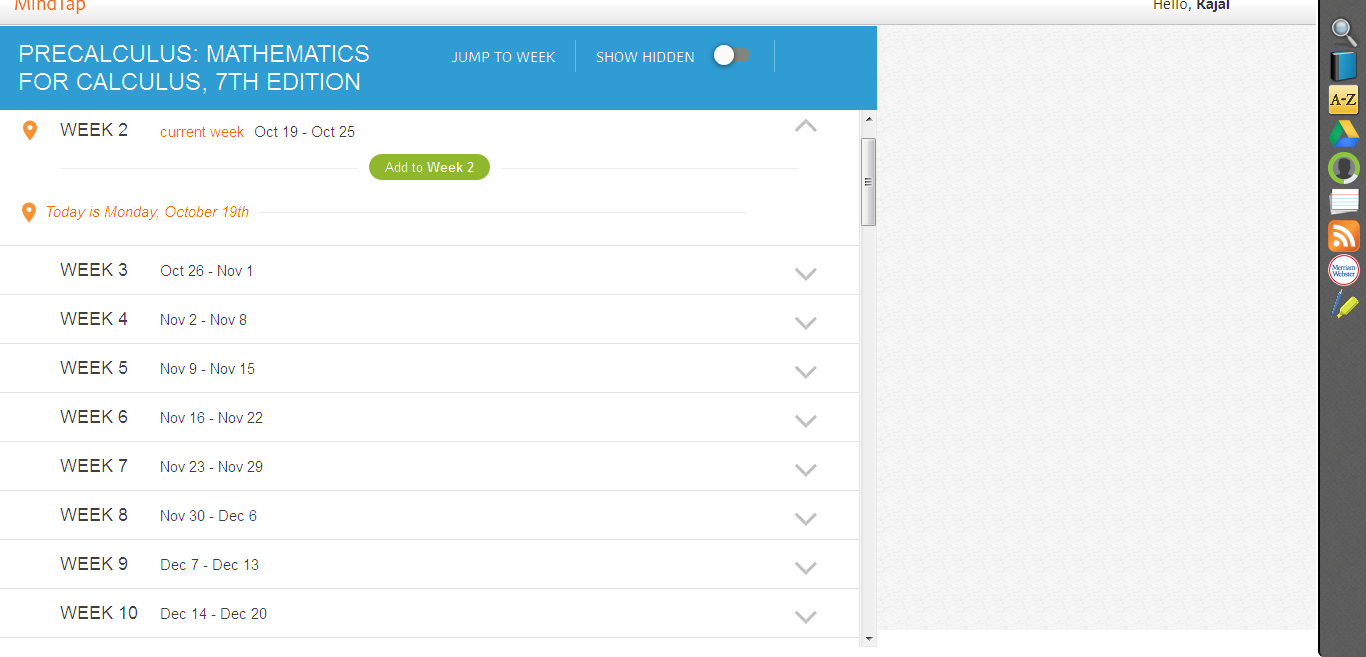 MindTap
Hello, Kajal
PRECALCULUS: MATHEMATICS
FOR CALCULUS, 7TH EDITION
JUMP TO WEEK
SHOW HIDDEN
WEEK 2 current week Oct 19 - Oct 25
Add to Week 2
Today is Monday, October 19th
WEEK 3 Oct 26 - Nov 1
WEEK 4 Nov 2 - Nov 8
WEEK 5 Nov 9 - Nov 15
WEEK 6 Nov 16 - Nov 22
WEEK 7 Nov 23 - Nov 29
WEEK 8 Nov 30 - Dec 6
WEEK 9 Dec 7 - Dec 13
WEEK 10 Dec 14 - Dec 20
A-Z
Merriam-
Webster